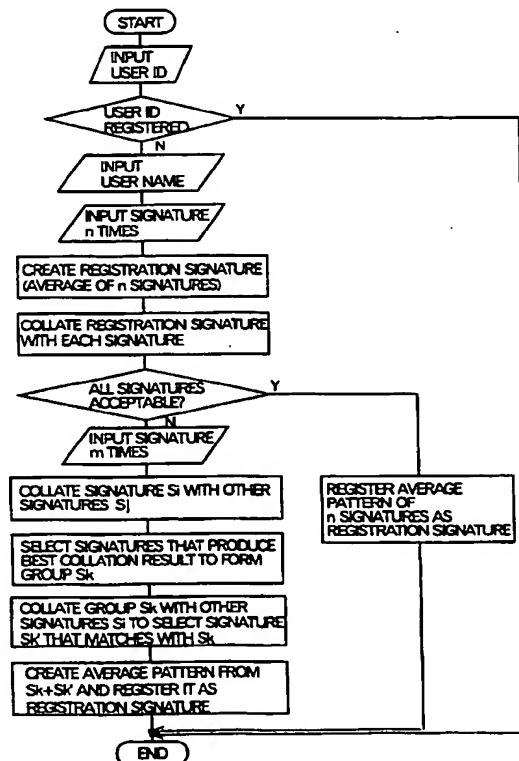 START
INPUT
USER ID
USER ID
REGISTERED
Y
N
INPUT
USER NAME
INPUT SIGNATURE
n TIMES
CREATE REGISTRATION SIGNATURE
(AVERAGE OF n SIGNATURES)
COLLATE REGISTRATION SIGNATURE
WITH EACH SIGNATURE
ALL SIGNATURES
ACCEPTABLE?
Y
N
INPUT SIGNATURE
m TIMES
COLLATE SIGNATURE Si WITH OTHER
SIGNATURES Sj
SELECT SIGNATURES THAT PRODUCE
BEST COLLATION RESULT TO FORM
GROUP Sk
COLLATE GROUP Sk WITH OTHER
SIGNATURES Si TO SELECT SIGNATURE
Sk' THAT MATCHES WITH Sk
CREATE AVERAGE PATTERN FROM
Sk+Sk' AND REGISTER IT AS
REGISTRATION SIGNATURE
REGISTER AVERAGE
PATTERN OF
n SIGNATURES AS
REGISTRATION SIGNATURE
END